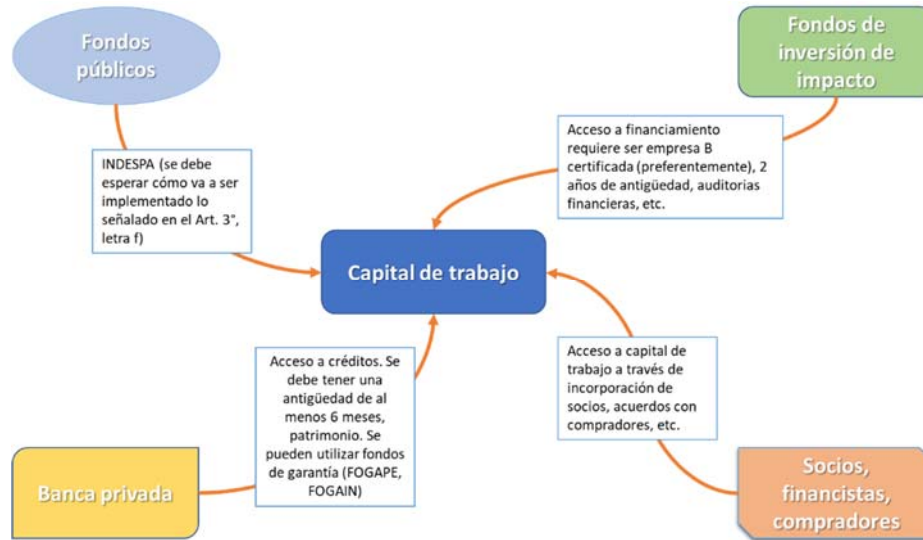 Fondos
públicos
Fondos de
inversión de
impacto
INDESPA (se debe
esperar cómo va a ser
implementado lo
señalado en el Art. 3°,
letra f)
Acceso a financiamiento
requiere ser empresa B
certificada (preferentemente), 2
años de antigüedad, auditorias
financieras, etc.
Capital de trabajo
Acceso a créditos. Se
debe tener una
antigüedad de al
menos 6 meses,
patrimonio. Se
pueden utilizar fondos
de garantía (FOGAPE,
FOGAIN)
Acceso a capital de
trabajo a través de
incorporación de
socios, acuerdos con
compradores, etc.
Banca privada
Socios,
financistas,
compradores